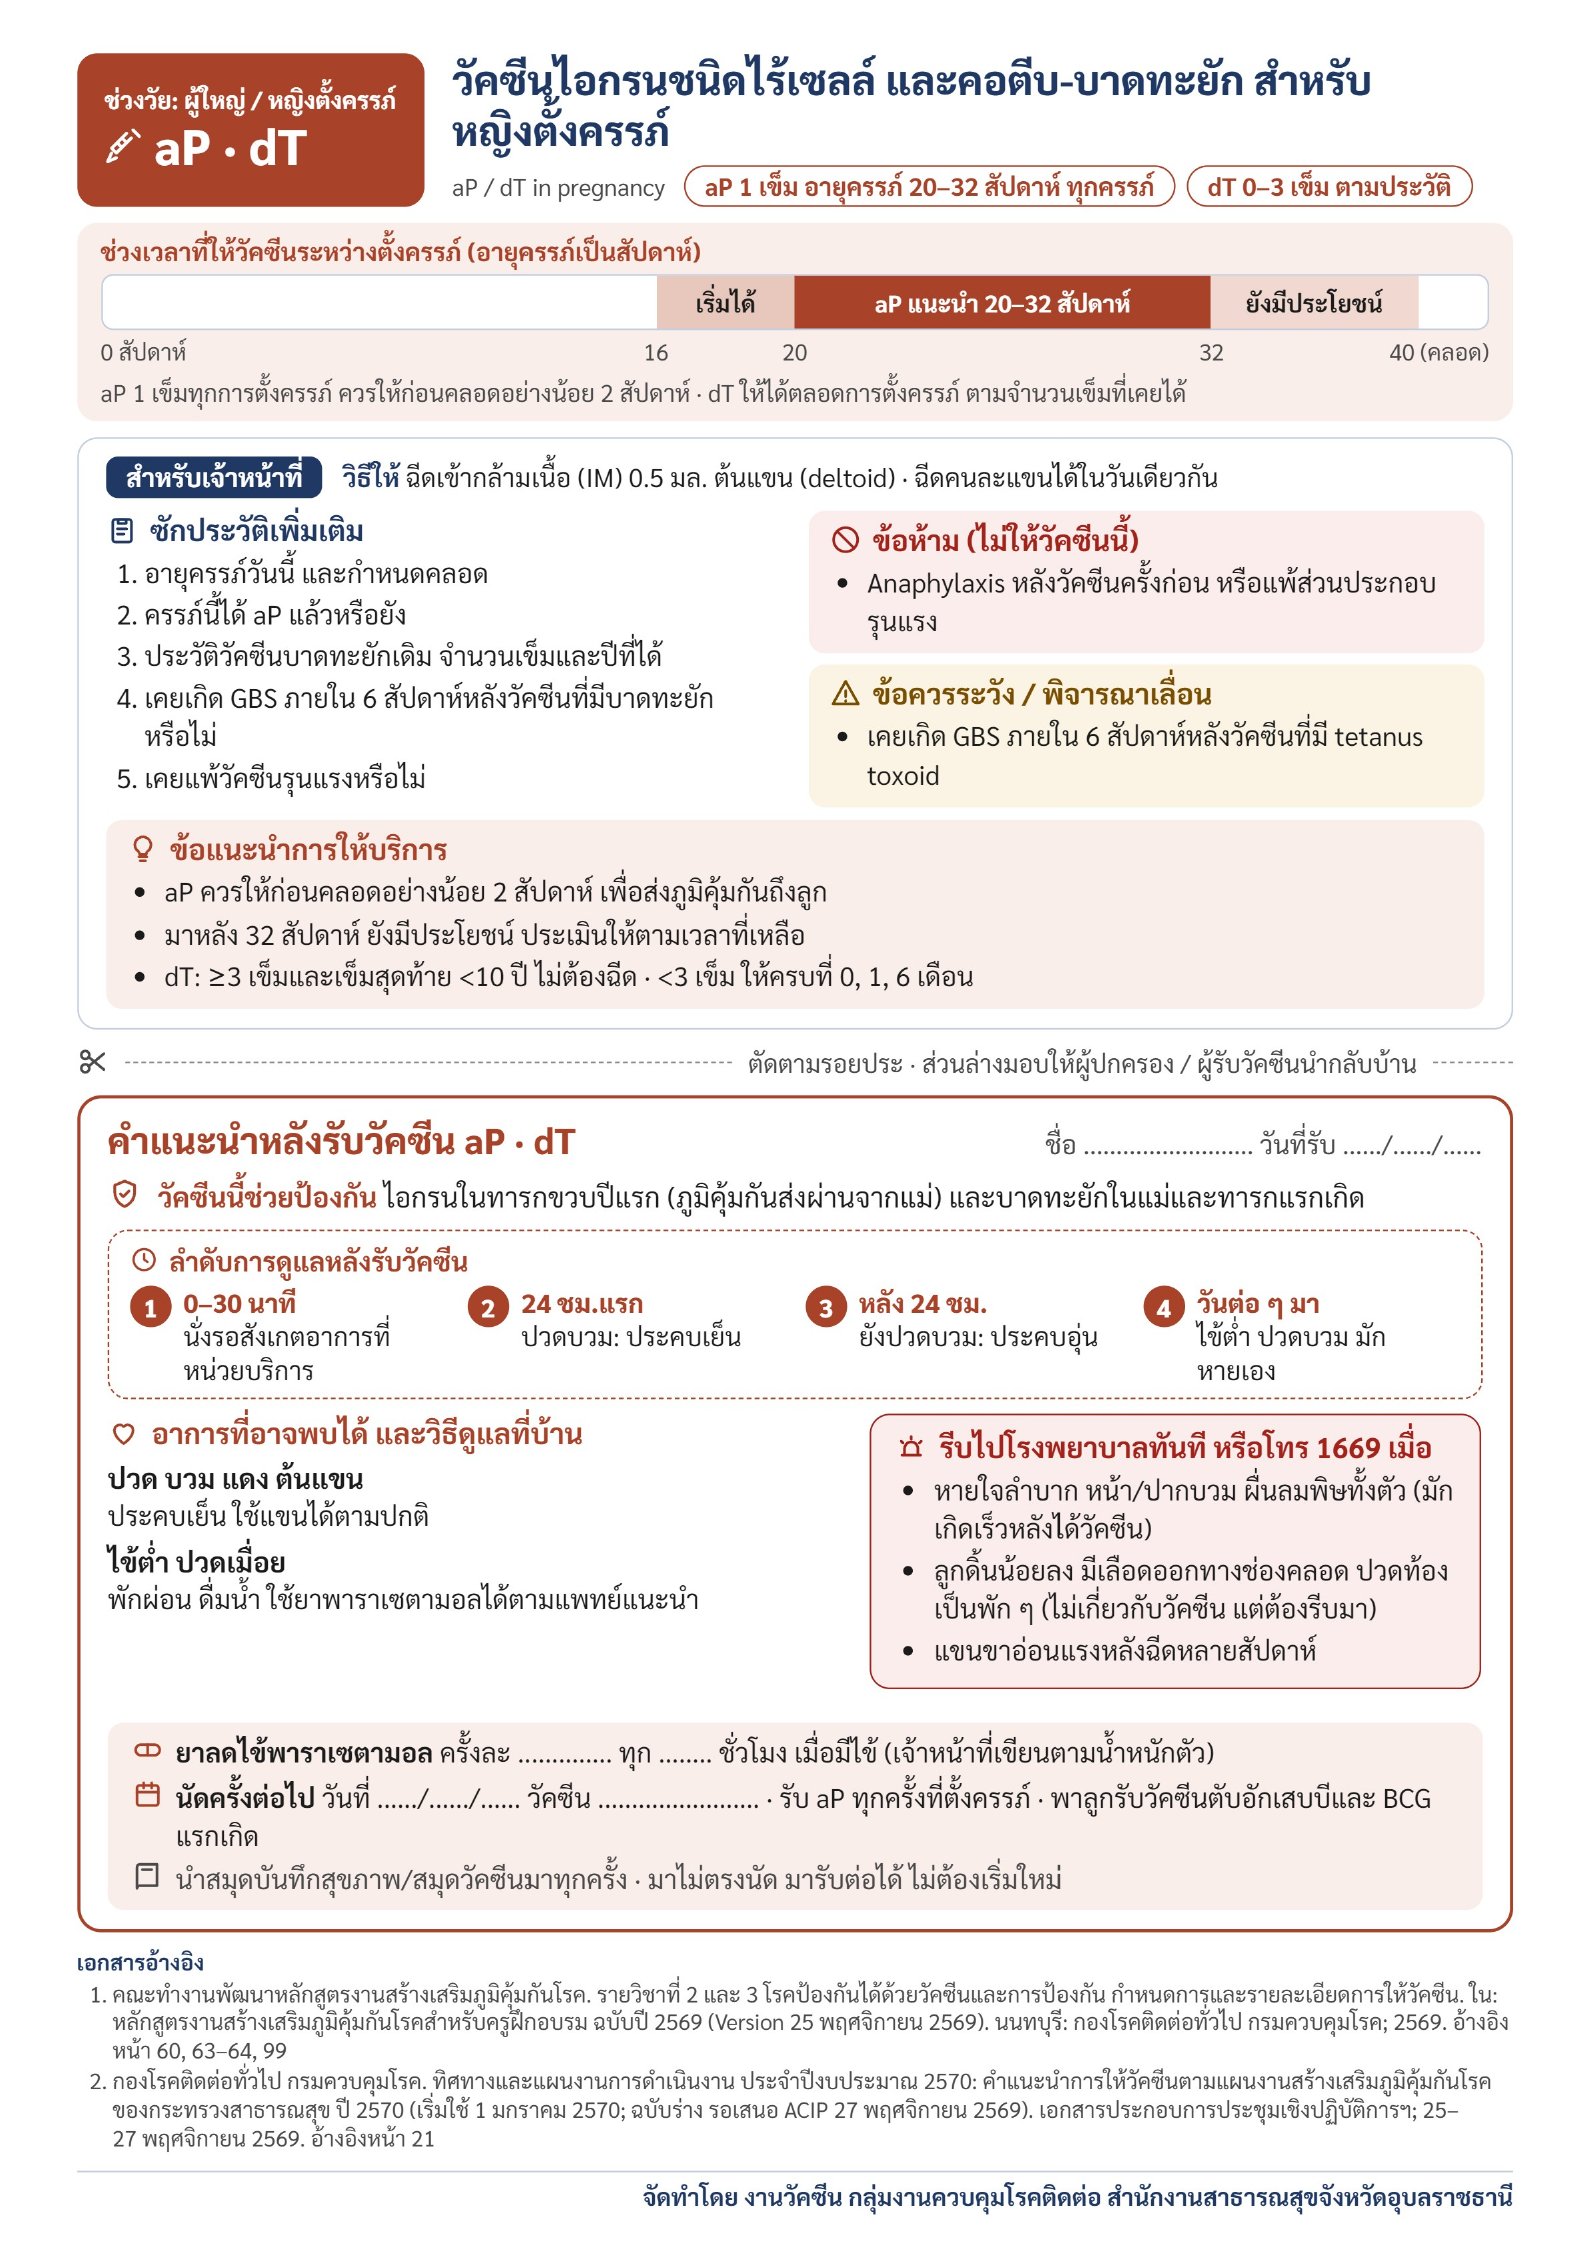 ช่วงวัย: ผู้ใหญ่ / หญิงตั้งครรภ์
aP · dT
วัคซีนไอกรนชนิดไร้เซลล์ และคอตีบ-บาดทะยัก สำหรับ
หญิงตั้งครรภ์
aP / dT in pregnancy
aP 1 เข็ม อายุครรภ์ 20–32 สัปดาห์ ทุกครรภ์
dT 0–3 เข็ม ตามประวัติ
ช่วงเวลาที่ให้วัคซีนระหว่างตั้งครรภ์ (อายุครรภ์เป็นสัปดาห์)
เริ่มได้
aP แนะนำ 20–32 สัปดาห์
ยังมีประโยชน์
0 สัปดาห์
16
20
32
40 (คลอด)
aP 1 เข็มทุกการตั้งครรภ์ ควรให้ก่อนคลอดอย่างน้อย 2 สัปดาห์ · dT ให้ได้ตลอดการตั้งครรภ์ ตามจำนวนเข็มที่เคยได้
สำหรับเจ้าหน้าที่
วิธีให้ ฉีดเข้ากล้ามเนื้อ (IM) 0.5 มล. ต้นแขน (deltoid) · ฉีดคนละแขนได้ในวันเดียวกัน
ซักประวัติเพิ่มเติม
1. อายุครรภ์วันนี้ และกำหนดคลอด
2. ครรภ์นี้ได้ aP แล้วหรือยัง
3. ประวัติวัคซีนบาดทะยักเดิม จำนวนเข็มและปีที่ได้
4. เคยเกิด GBS ภายใน 6 สัปดาห์หลังวัคซีนที่มีบาดทะยัก
หรือไม่
5. เคยแพ้วัคซีนรุนแรงหรือไม่
ข้อห้าม (ไม่ให้วัคซีนนี้)
• Anaphylaxis หลังวัคซีนครั้งก่อน หรือแพ้ส่วนประกอบ
รุนแรง
ข้อควรระวัง / พิจารณาเลื่อน
• เคยเกิด GBS ภายใน 6 สัปดาห์หลังวัคซีนที่มี tetanus
toxoid
ข้อแนะนำการให้บริการ
• aP ควรให้ก่อนคลอดอย่างน้อย 2 สัปดาห์ เพื่อส่งภูมิคุ้มกันถึงลูก
• มาหลัง 32 สัปดาห์ ยังมีประโยชน์ ประเมินให้ตามเวลาที่เหลือ
• dT: ≥3 เข็มและเข็มสุดท้าย <10 ปี ไม่ต้องฉีด · <3 เข็ม ให้ครบที่ 0, 1, 6 เดือน
ตัดตามรอยประ · ส่วนล่างมอบให้ผู้ปกครอง / ผู้รับวัคซีนนำกลับบ้าน
คำแนะนำหลังรับวัคซีน aP · dT
ชื่อ ......................... วันที่รับ ....../....../......
วัคซีนนี้ช่วยป้องกัน ไอกรนในทารกขวบปีแรก (ภูมิคุ้มกันส่งผ่านจากแม่) และบาดทะยักในแม่และทารกแรกเกิด
ลำดับการดูแลหลังรับวัคซีน
1 0–30 นาที
นั่งรอสังเกตอาการที่
หน่วยบริการ
2 24 ชม.แรก
ปวดบวม: ประคบเย็น
3 หลัง 24 ชม.
ยังปวดบวม: ประคบอุ่น
4 วันต่อ ๆ มา
ไข้ต่ำ ปวดบวม มัก
หายเอง
อาการที่อาจพบได้ และวิธีดูแลที่บ้าน
ปวด บวม แดง ต้นแขน
ประคบเย็น ใช้แขนได้ตามปกติ
ไข้ต่ำ ปวดเมื่อย
พักผ่อน ดื่มน้ำ ใช้ยาพาราเซตามอลได้ตามแพทย์แนะนำ
รีบไปโรงพยาบาลทันที หรือโทร 1669 เมื่อ
• หายใจลำบาก หน้า/ปากบวม ผื่นลมพิษทั้งตัว (มัก
เกิดเร็วหลังได้วัคซีน)
• ลูกดิ้นน้อยลง มีเลือดออกทางช่องคลอด ปวดท้อง
เป็นพัก ๆ (ไม่เกี่ยวกับวัคซีน แต่ต้องรีบมา)
• แขนขาอ่อนแรงหลังฉีดหลายสัปดาห์
ยาลดไข้พาราเซตามอล ครั้งละ .............. ทุก ........ ชั่วโมง เมื่อมีไข้ (เจ้าหน้าที่เขียนตามน้ำหนักตัว)
นัดครั้งต่อไป วันที่ ....../....../...... วัคซีน ........................ · รับ aP ทุกครั้งที่ตั้งครรภ์ · พาลูกรับวัคซีนตับอักเสบบีและ BCG
แรกเกิด
นำสมุดบันทึกสุขภาพ/สมุดวัคซีนมาทุกครั้ง · มาไม่ตรงนัด มารับต่อได้ ไม่ต้องเริ่มใหม่
เอกสารอ้างอิง
1. คณะทำงานพัฒนาหลักสูตรงานสร้างเสริมภูมิคุ้มกันโรค. รายวิชาที่ 2 และ 3 โรคป้องกันได้ด้วยวัคซีนและการป้องกัน กำหนดการและรายละเอียดการให้วัคซีน. ใน:
หลักสูตรงานสร้างเสริมภูมิคุ้มกันโรคสำหรับครูฝึกอบรม ฉบับปี 2569 (Version 25 พฤศจิกายน 2569). นนทบุรี: กองโรคติดต่อทั่วไป กรมควบคุมโรค; 2569. อ้างอิง
หน้า 60, 63–64, 99
2. กองโรคติดต่อทั่วไป กรมควบคุมโรค. ทิศทางและแผนงานการดำเนินงาน ประจำปีงบประมาณ 2570: คำแนะนำการให้วัคซีนตามแผนงานสร้างเสริมภูมิคุ้มกันโรค
ของกระทรวงสาธารณสุข ปี 2570 (เริ่มใช้ 1 มกราคม 2570; ฉบับร่าง รอเสนอ ACIP 27 พฤศจิกายน 2569). เอกสารประกอบการประชุมเชิงปฏิบัติการฯ; 25–
27 พฤศจิกายน 2569. อ้างอิงหน้า 21
จัดทำโดย งานวัคซีน กลุ่มงานควบคุมโรคติดต่อ สำนักงานสาธารณสุขจังหวัดอุบลราชธานี